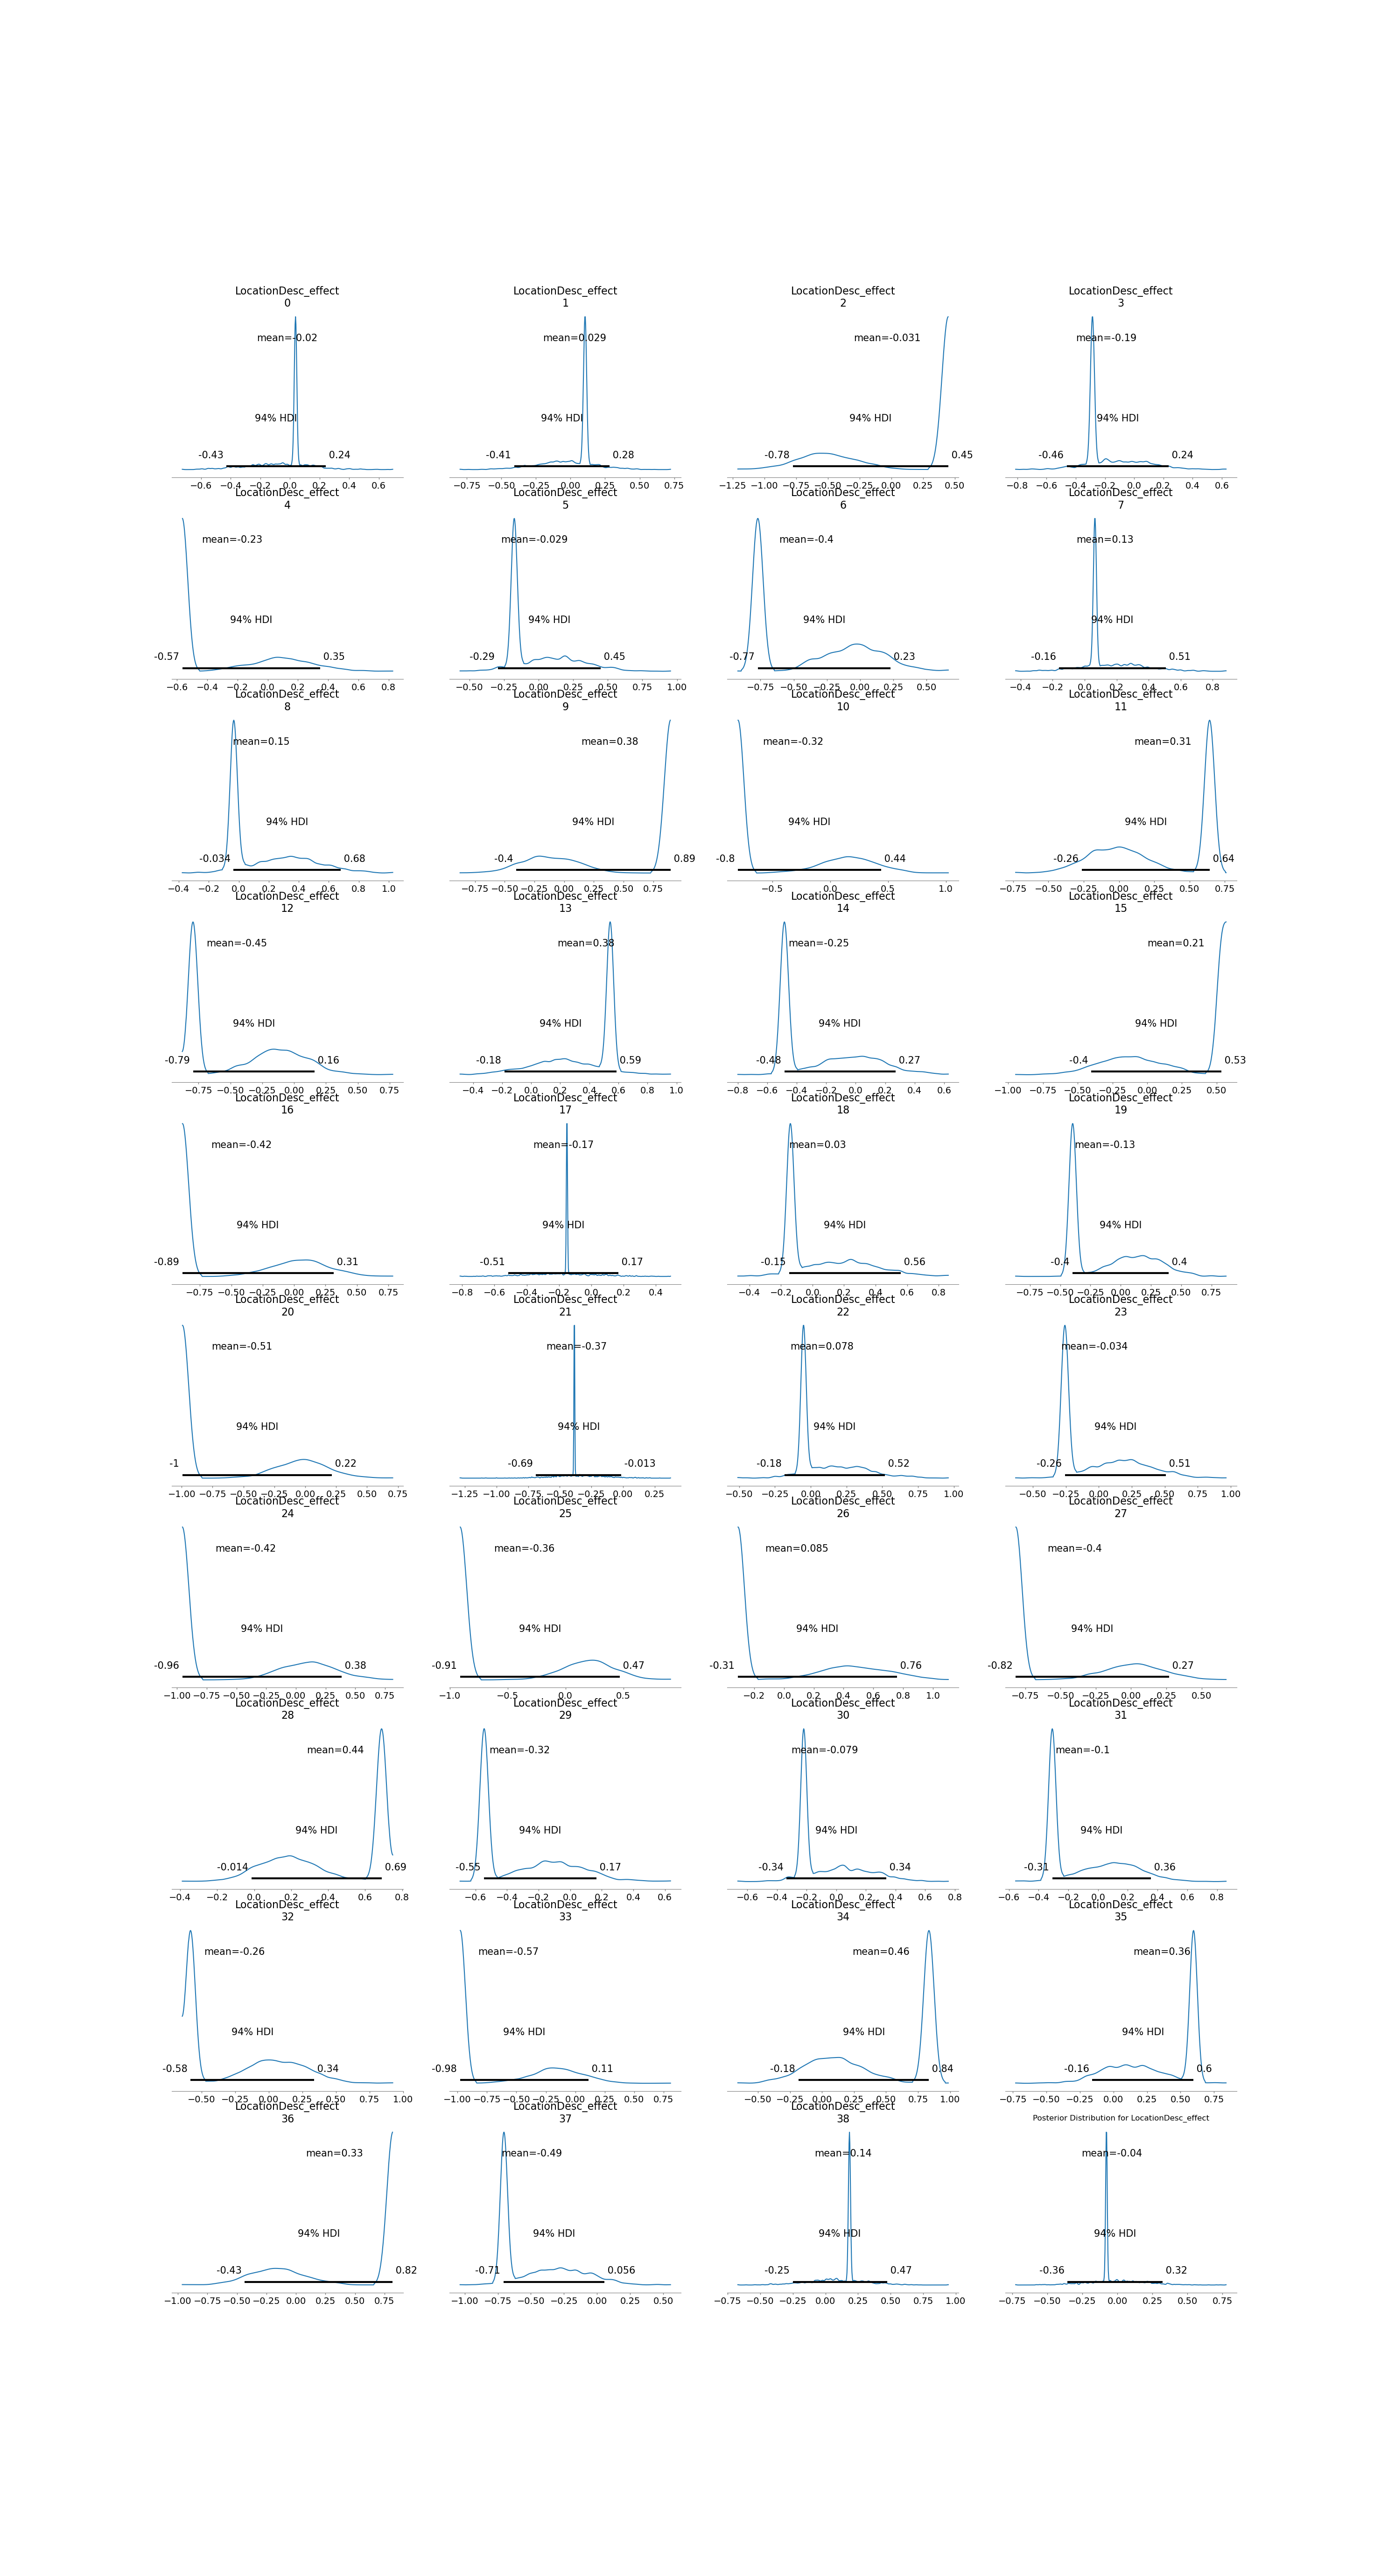 LocationDesc_effect
0
mean=-0.02
94% HDI
-0.43 0.24
−0.6 −0.4 −0.2 0.0 0.2 0.4 0.6
LocationDesc_effect
1
mean=0.029
94% HDI
-0.41 0.28
−0.75 −0.50 −0.25 0.00 0.25 0.50 0.75
LocationDesc_effect
2
mean=-0.031
94% HDI
-0.78 0.45
−1.25 −1.00 −0.75 −0.50 −0.25 0.00 0.25 0.50
LocationDesc_effect
3
mean=-0.19
94% HDI
-0.46 0.24
−0.8 −0.6 −0.4 −0.2 0.0 0.2 0.4 0.6
LocationDesc_effect
4
mean=-0.23
94% HDI
-0.57 0.35
−0.6 −0.4 −0.2 0.0 0.2 0.4 0.6 0.8
LocationDesc_effect
5
mean=-0.029
94% HDI
-0.29 0.45
−0.50 −0.25 0.00 0.25 0.50 0.75 1.00
LocationDesc_effect
6
mean=-0.4
94% HDI
-0.77 0.23
−0.75 −0.50 −0.25 0.00 0.25 0.50
LocationDesc_effect
7
mean=0.13
94% HDI
-0.16 0.51
−0.4 −0.2 0.0 0.2 0.4 0.6 0.8
LocationDesc_effect
8
mean=0.15
94% HDI
-0.034 0.68
−0.4 −0.2 0.0 0.2 0.4 0.6 0.8 1.0
LocationDesc_effect
9
mean=0.38
94% HDI
-0.4 0.89
−0.75 −0.50 −0.25 0.00 0.25 0.50 0.75
LocationDesc_effect
10
mean=-0.32
94% HDI
-0.8 0.44
−0.5 0.0 0.5 1.0
LocationDesc_effect
11
mean=0.31
94% HDI
-0.26 0.64
−0.75 −0.50 −0.25 0.00 0.25 0.50 0.75
LocationDesc_effect
12
mean=-0.45
94% HDI
-0.79 0.16
−0.75 −0.50 −0.25 0.00 0.25 0.50 0.75
LocationDesc_effect
13
mean=0.38
94% HDI
-0.18 0.59
−0.4 −0.2 0.0 0.2 0.4 0.6 0.8 1.0
LocationDesc_effect
14
mean=-0.25
94% HDI
-0.48 0.27
−0.8 −0.6 −0.4 −0.2 0.0 0.2 0.4 0.6
LocationDesc_effect
15
mean=0.21
94% HDI
-0.4 0.53
−1.00 −0.75 −0.50 −0.25 0.00 0.25 0.50
LocationDesc_effect
16
mean=-0.42
94% HDI
-0.89 0.31
−0.75 −0.50 −0.25 0.00 0.25 0.50 0.75
LocationDesc_effect
17
mean=-0.17
94% HDI
-0.51 0.17
−0.8 −0.6 −0.4 −0.2 0.0 0.2 0.4
LocationDesc_effect
18
mean=0.03
94% HDI
-0.15 0.56
−0.4 −0.2 0.0 0.2 0.4 0.6 0.8
LocationDesc_effect
19
mean=-0.13
94% HDI
-0.4 0.4
−0.75 −0.50 −0.25 0.00 0.25 0.50 0.75
LocationDesc_effect
20
mean=-0.51
94% HDI
-1 0.22
−1.00 −0.75 −0.50 −0.25 0.00 0.25 0.50 0.75
LocationDesc_effect
21
mean=-0.37
94% HDI
-0.69 -0.013
−1.25 −1.00 −0.75 −0.50 −0.25 0.00 0.25
LocationDesc_effect
22
mean=0.078
94% HDI
-0.18 0.52
−0.50 −0.25 0.00 0.25 0.50 0.75 1.00
LocationDesc_effect
23
mean=-0.034
94% HDI
-0.26 0.51
−0.50 −0.25 0.00 0.25 0.50 0.75 1.00
LocationDesc_effect
24
mean=-0.42
94% HDI
-0.96 0.38
−1.00 −0.75 −0.50 −0.25 0.00 0.25 0.50 0.75
LocationDesc_effect
25
mean=-0.36
94% HDI
-0.91 0.47
−1.0 −0.5 0.0 0.5
LocationDesc_effect
26
mean=0.085
94% HDI
-0.31 0.76
−0.2 0.0 0.2 0.4 0.6 0.8 1.0
LocationDesc_effect
27
mean=-0.4
94% HDI
-0.82 0.27
−0.75 −0.50 −0.25 0.00 0.25 0.50
LocationDesc_effect
28
mean=0.44
94% HDI
-0.014 0.69
−0.4 −0.2 0.0 0.2 0.4 0.6 0.8
LocationDesc_effect
29
mean=-0.32
94% HDI
-0.55 0.17
−0.6 −0.4 −0.2 0.0 0.2 0.4 0.6
LocationDesc_effect
30
mean=-0.079
94% HDI
-0.34 0.34
−0.6 −0.4 −0.2 0.0 0.2 0.4 0.6 0.8
LocationDesc_effect
31
mean=-0.1
94% HDI
-0.31 0.36
−0.6 −0.4 −0.2 0.0 0.2 0.4 0.6 0.8
LocationDesc_effect
32
mean=-0.26
94% HDI
-0.58 0.34
−0.50 −0.25 0.00 0.25 0.50 0.75 1.00
LocationDesc_effect
33
mean=-0.57
94% HDI
-0.98 0.11
−1.00 −0.75 −0.50 −0.25 0.00 0.25 0.50 0.75
LocationDesc_effect
34
mean=0.46
94% HDI
-0.18 0.84
−0.50 −0.25 0.00 0.25 0.50 0.75 1.00
LocationDesc_effect
35
mean=0.36
94% HDI
-0.16 0.6
−0.75 −0.50 −0.25 0.00 0.25 0.50 0.75
LocationDesc_effect
36
mean=0.33
94% HDI
-0.43 0.82
−1.00 −0.75 −0.50 −0.25 0.00 0.25 0.50 0.75
LocationDesc_effect
37
mean=-0.49
94% HDI
-0.71 0.056
−1.00 −0.75 −0.50 −0.25 0.00 0.25 0.50
LocationDesc_effect
38
mean=0.14
94% HDI
-0.25 0.47
−0.75 −0.50 −0.25 0.00 0.25 0.50 0.75 1.00
Posterior Distribution for LocationDesc_effect
mean=-0.04
94% HDI
-0.36 0.32
−0.75 −0.50 −0.25 0.00 0.25 0.50 0.75